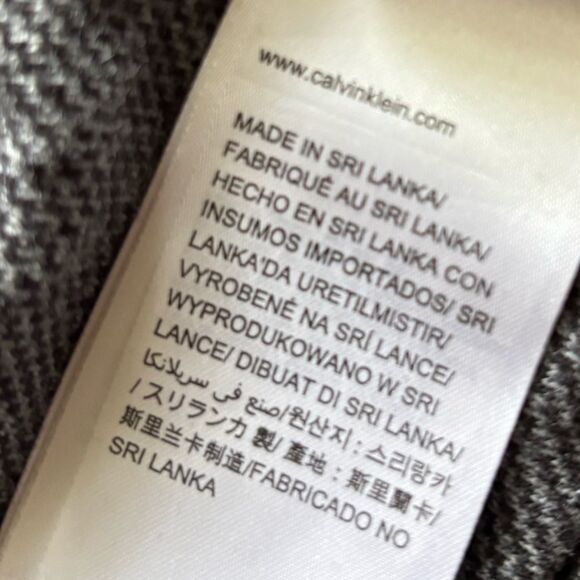 www.calvinklein.com
MADE IN SRI LANKA/
FABRIQUÉ AU SRI LANKA/
HECHO EN SRI LANKA CON
INSUMOS IMPORTADOS/ SRI
LANKA'DA URETILMISTIR/
VYROBENÉ NA SRÍ LANCE/
WYPRODUKOWANO W SRI
LANCE/ DIBUAT DI SRI LANKA/
صنع في سريلانكا/원산지 : 스리랑카
/ スリランカ 製/ 產地 : 斯里蘭卡/
斯里兰卡制造/FABRICADO NO
SRI LANKA